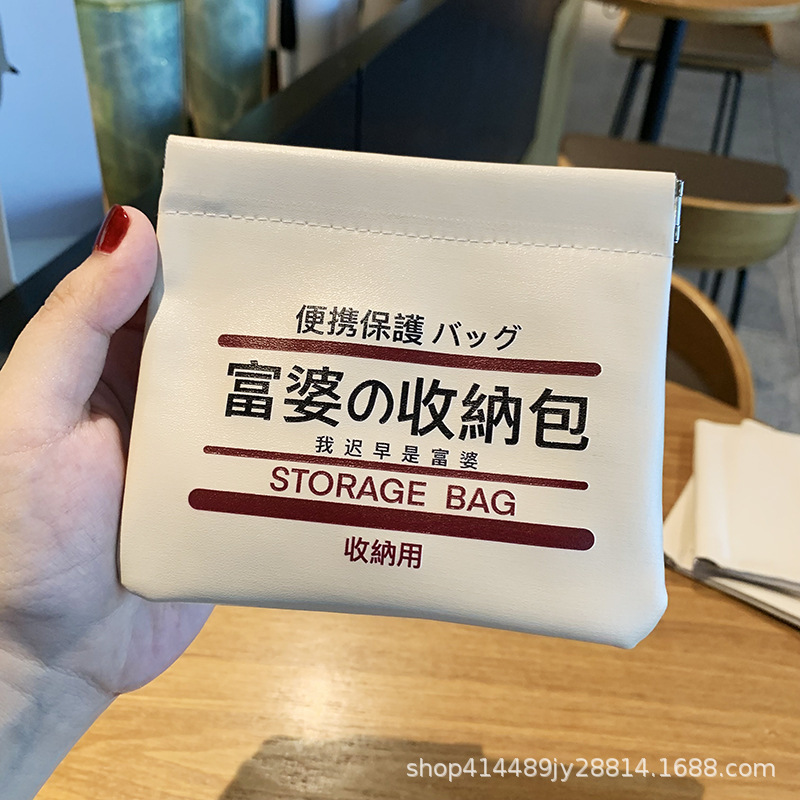 便携保護 バッグ
富婆の收納包
我迟早是富婆
STORAGE BAG
收納用
shop414489jy28814.1688.com